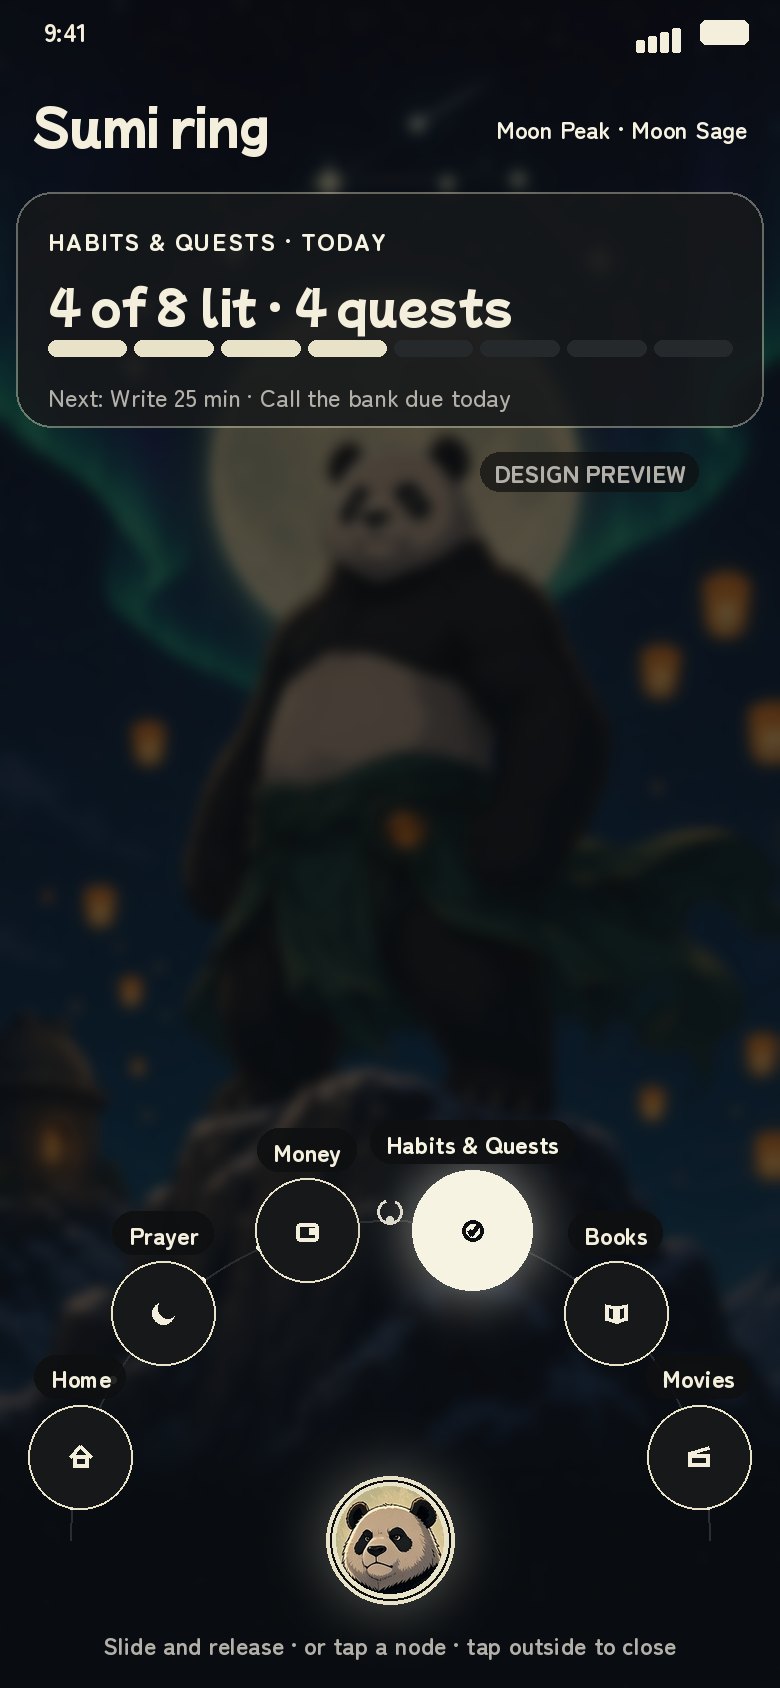 9:41
Sumi ring
Moon Peak · Moon Sage
HABITS & QUESTS · TODAY
4 of 8 lit · 4 quests
Next: Write 25 min · Call the bank due today
DESIGN PREVIEW
Money
Habits & Quests
Prayer
Books
Home
Movies
Slide and release · or tap a node · tap outside to close